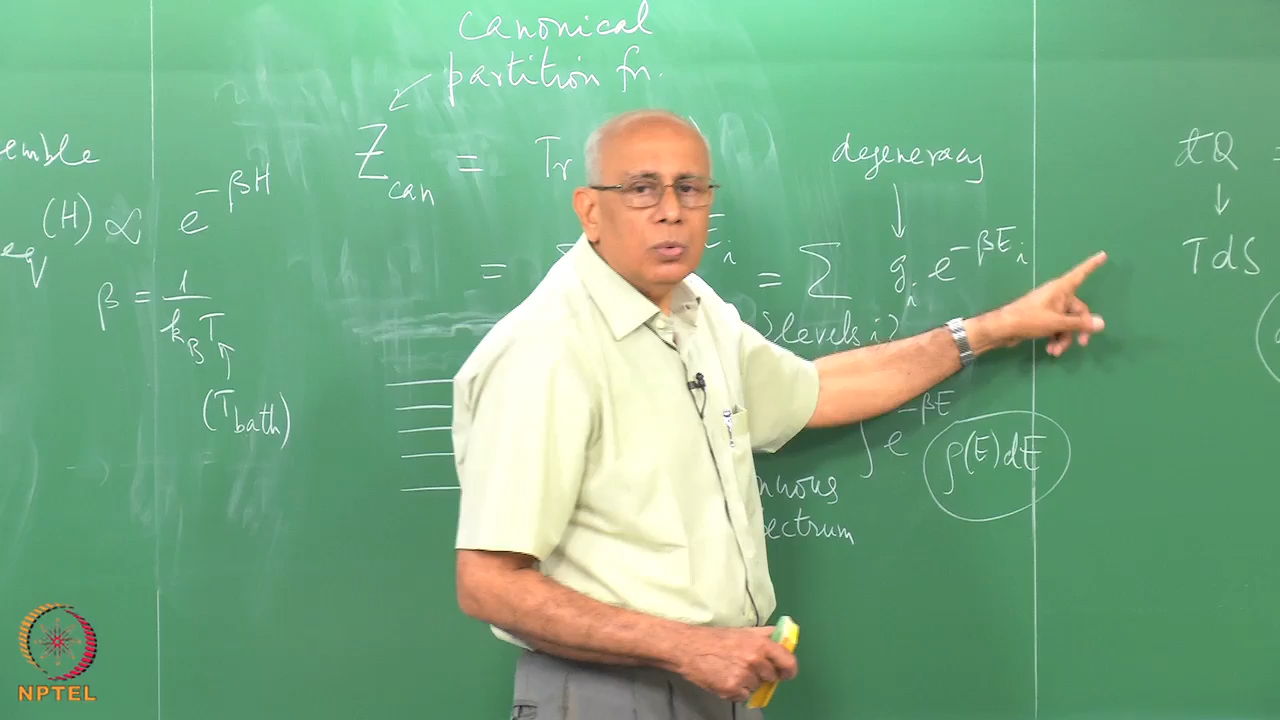 canonical
partition fn.
Z_can = Tr
emble
eq (H) ∝ e^{-βH}
β = 1/(k_B T)
↑
(T_bath)
degeneracy
↓
= E_i = Σ g_i e^{-βE_i}
levels i
∫ e^{-βE} ρ(E)dE
nuous
ectrum
đQ =
↓
TdS
NPTEL